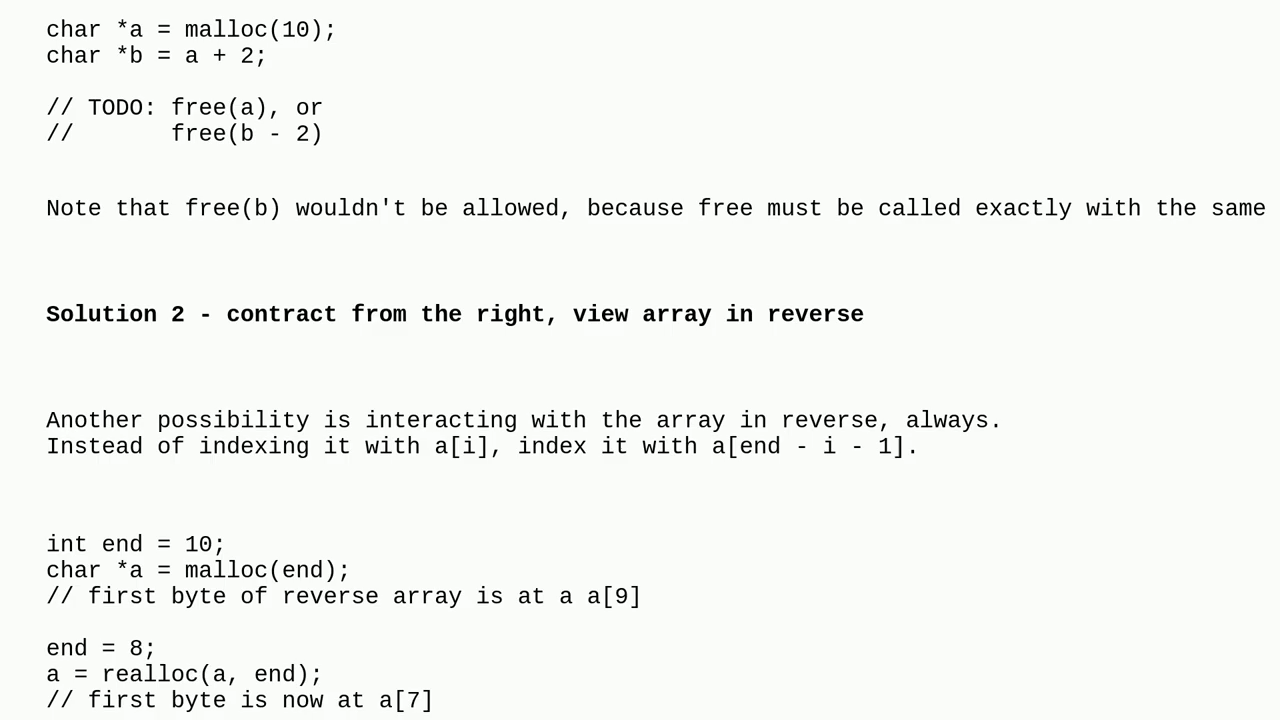 char *a = malloc(10);
char *b = a + 2;
// TODO: free(a), or
//       free(b - 2)
Note that free(b) wouldn't be allowed, because free must be called exactly with the same
Solution 2 - contract from the right, view array in reverse
Another possibility is interacting with the array in reverse, always.
Instead of indexing it with a[i], index it with a[end - i - 1].
int end = 10;
char *a = malloc(end);
// first byte of reverse array is at a a[9]
end = 8;
a = realloc(a, end);
// first byte is now at a[7]